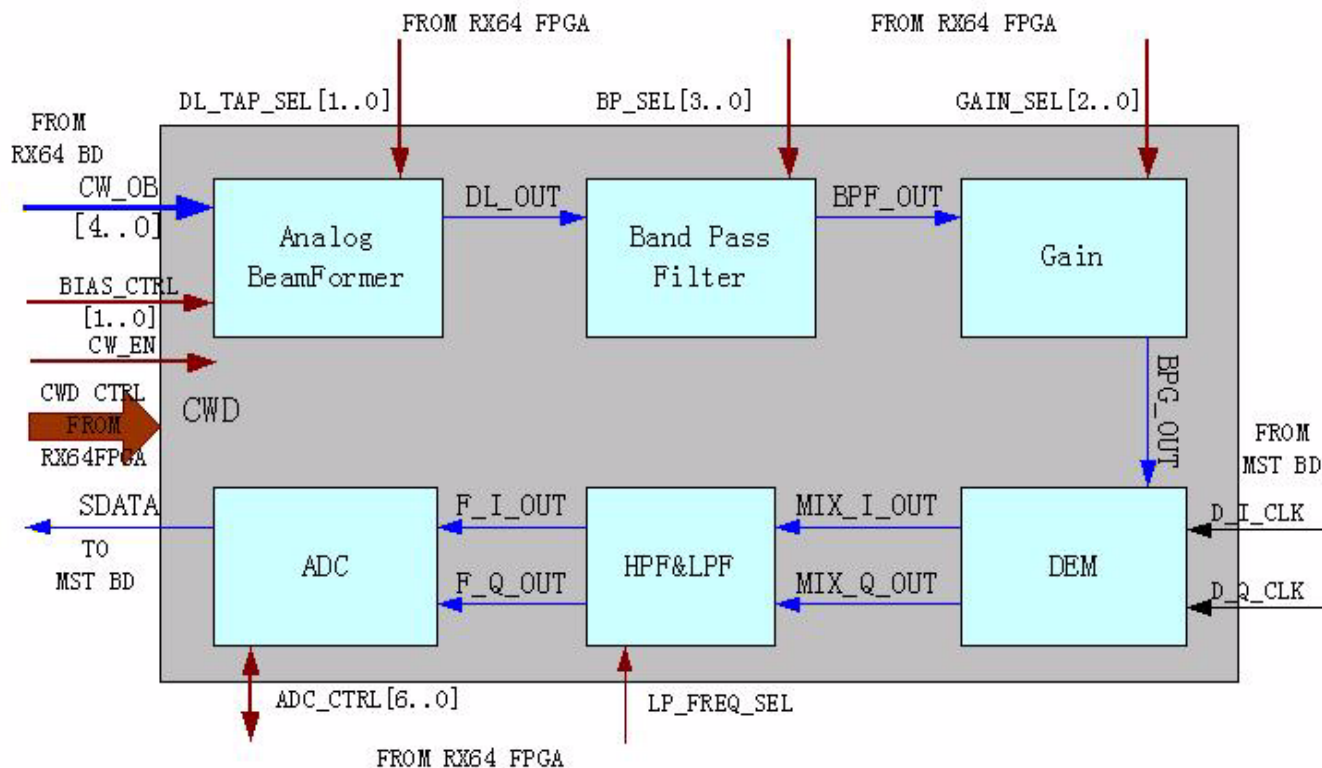 FROM RX64 FPGA
FROM RX64 FPGA
DL_TAP_SEL[1..0]
BP_SEL[3..0]
GAIN_SEL[2..0]
FROM
RX64 BD
CW_OB
[4..0]
BIAS_CTRL
[1..0]
CW_EN
CWD CTRL
FROM
RX64FPGA
CWD
Analog
BeamFormer
DL_OUT
Band Pass
Filter
BPF_OUT
Gain
BPG_OUT
FROM
MST BD
D_I_CLK
D_Q_CLK
DEM
MIX_I_OUT
MIX_Q_OUT
HPF&LPF
F_I_OUT
F_Q_OUT
ADC
SDATA
TO
MST BD
ADC_CTRL[6..0]
LP_FREQ_SEL
FROM RX64 FPGA